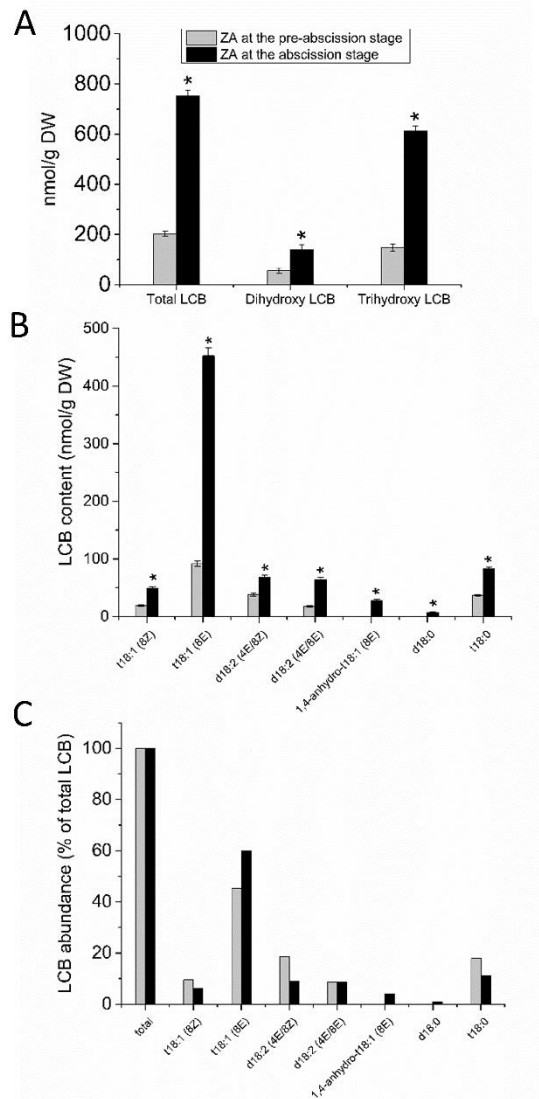 A
ZA at the pre-abscission stage
ZA at the abscission stage
nmol/g DW
1000
800
600
400
200
0
*
*
*
Total LCB
Dihydroxy LCB
Trihydroxy LCB
B
LCB content (nmol/g DW)
500
400
300
200
100
0
*
*
*
*
*
*
*
t18:1 (8Z)
t18:1 (8E)
d18:2 (4E/8Z)
d18:2 (4E/8E)
1,4-anhydro-t18:1 (8E)
d18:0
t18:0
C
LCB abundance (% of total LCB)
100
80
60
40
20
0
total
t18:1 (8Z)
t18:1 (8E)
d18:2 (4E/8Z)
d18:2 (4E/8E)
1,4-anhydro-t18:1 (8E)
d18:0
t18:0